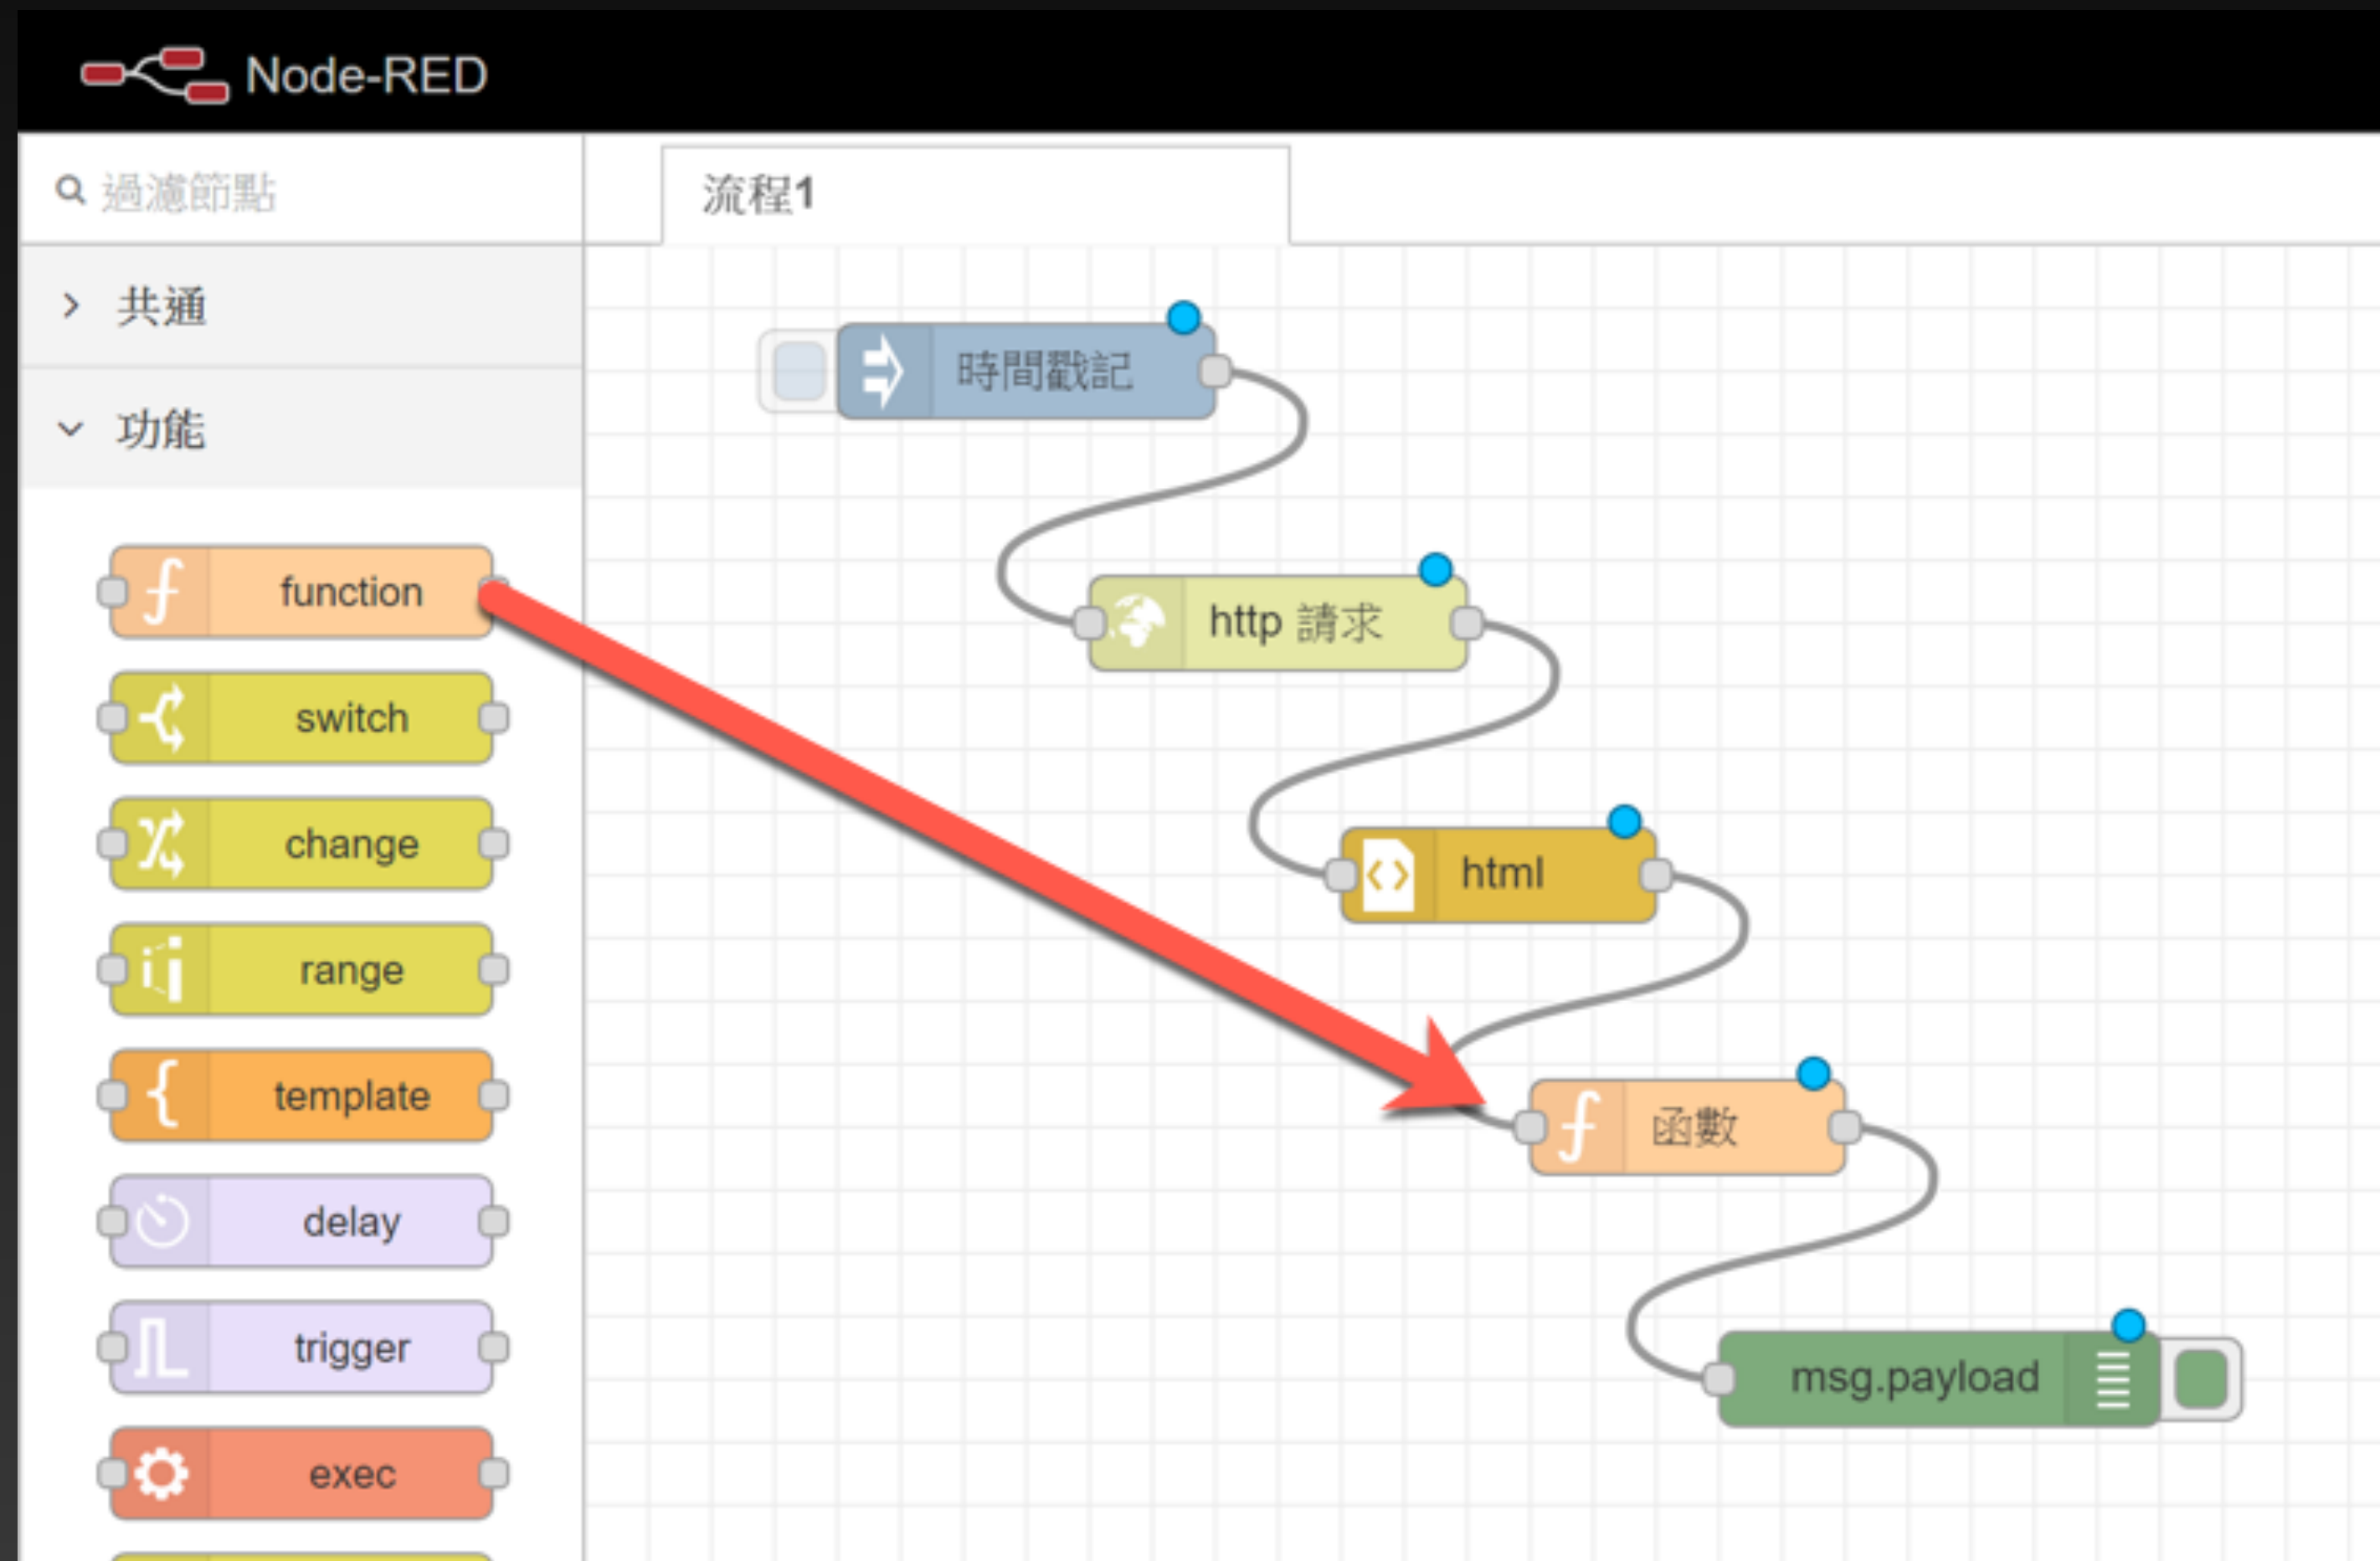 Node-RED
過濾節點
流程1
共通
功能
function
switch
change
range
template
delay
trigger
exec
時間戳記
http 請求
html
函數
msg.payload